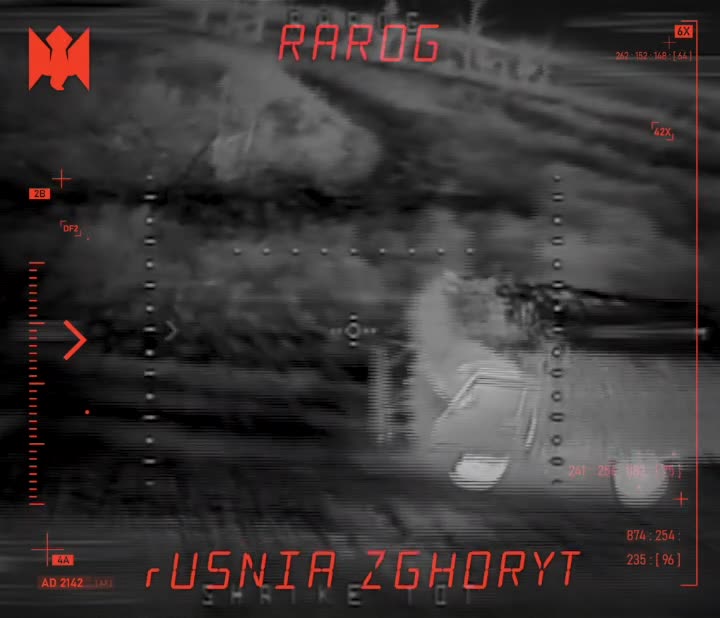 RAROG
6X
262 : 152 : 148 : [ 64 ]
42X
2B
DF2
874 : 254 :
235 : [ 96 ]
4A
AD 2142
rUSNIA ZGHORYT